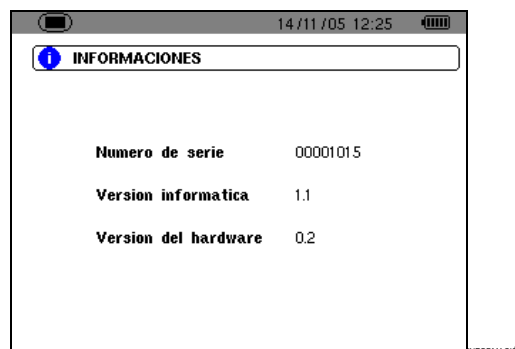 14/11/05 12:25
i INFORMACIONES
Numero de serie 00001015
Version informatica 1.1
Version del hardware 0.2